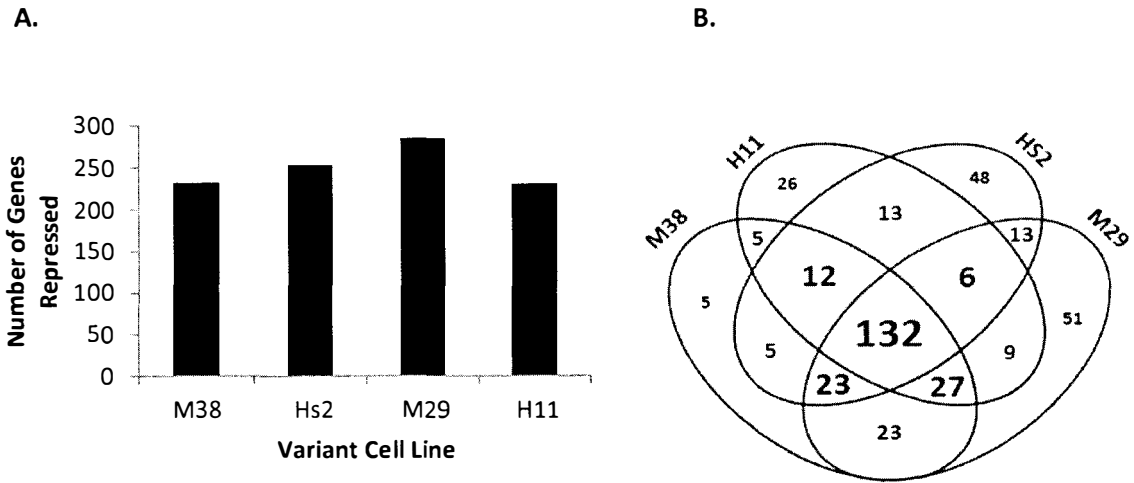 A.
B.
Number of Genes
Repressed
300
250
200
150
100
50
0
M38
Hs2
M29
H11
Variant Cell Line
H11
HS2
M38
M29
26
48
13
5
13
12
6
5
51
132
5
9
23
27
23